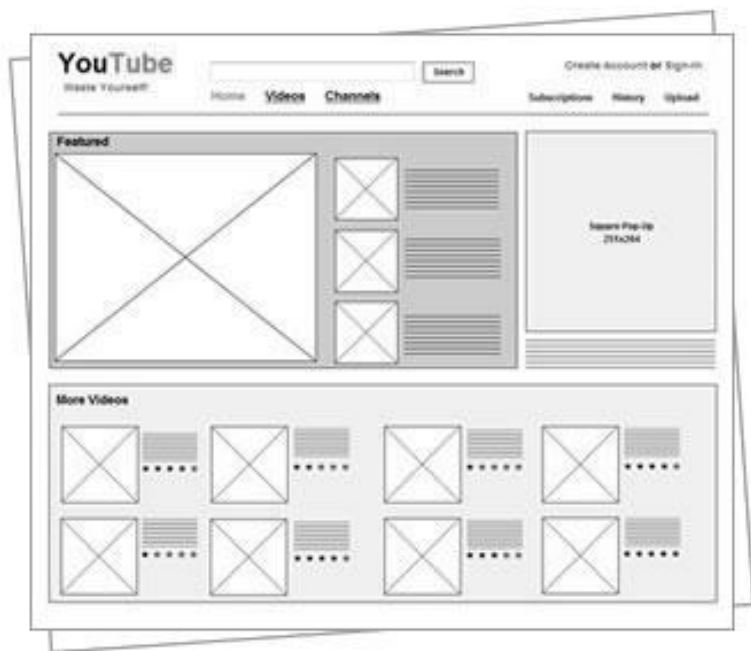 YouTube
Waste Yourself!
Search
Create Account or Sign-In
Home Videos Channels
Subscriptions History Upload
Featured
Square Pop-Up
More Videos